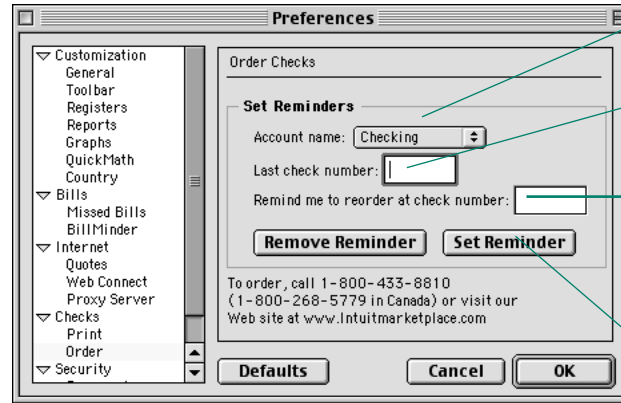 Preferences
Customization
General
Toolbar
Registers
Reports
Graphs
QuickMath
Country
Bills
Missed Bills
BillMinder
Internet
Quotes
Web Connect
Proxy Server
Checks
Print
Order
Security
Order Checks
Set Reminders
Account name: Checking
Last check number:
Remind me to reorder at check number:
Remove Reminder Set Reminder
To order, call 1-800-433-8810
(1-800-268-5779 in Canada) or visit our
Web site at www.Intuitmarketplace.com
Defaults Cancel OK